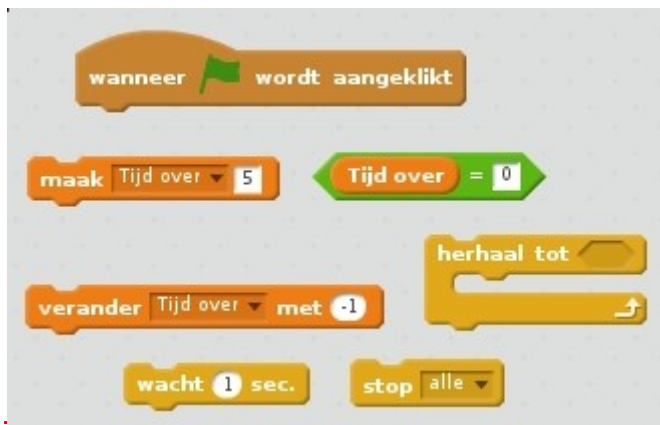 wanneer wordt aangeklikt
maak Tijd over 5
Tijd over = 0
herhaal tot
verander Tijd over met -1
wacht 1 sec.
stop alle